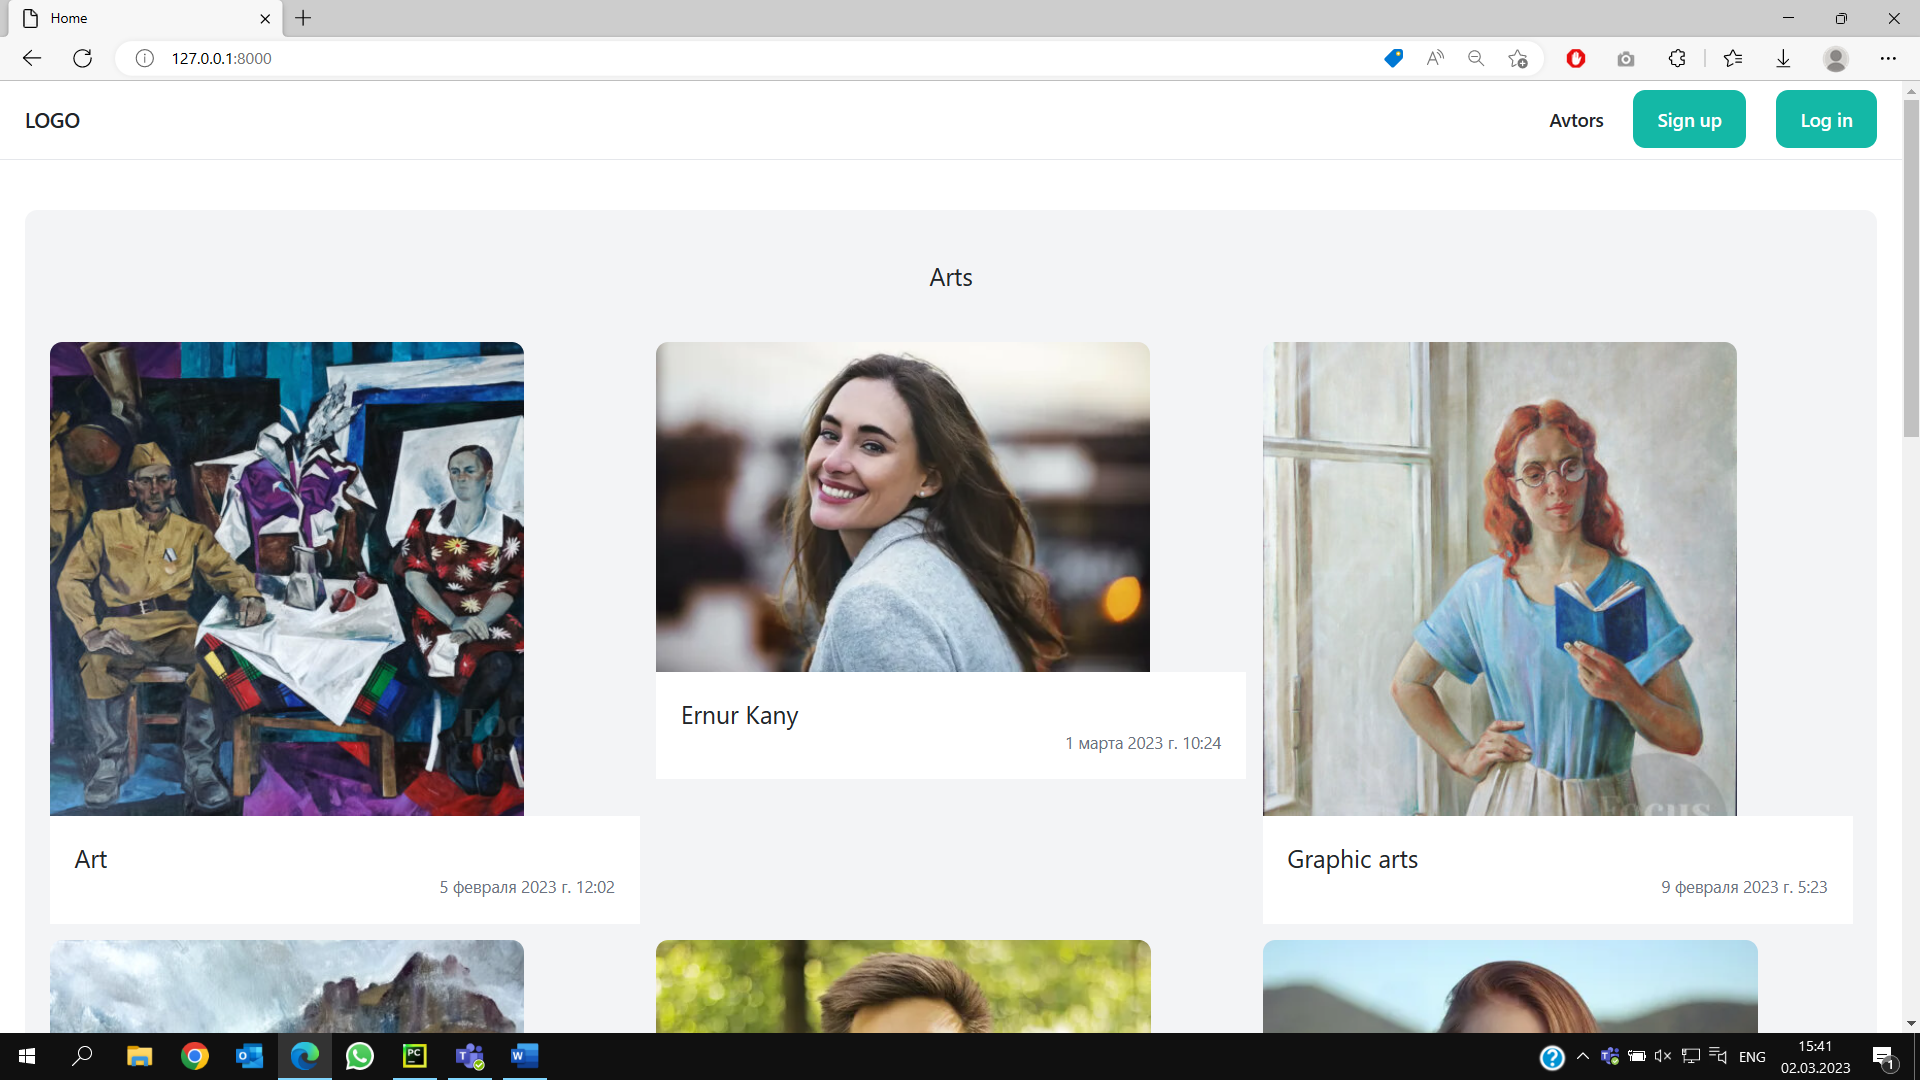 Home
127.0.0.1:8000
LOGO
Avtors
Sign up
Log in
Arts
Ernur Kany
1 марта 2023 г. 10:24
Focus
Art
5 февраля 2023 г. 12:02
Graphic arts
9 февраля 2023 г. 5:23
ENG
15:41
02.03.2023
1